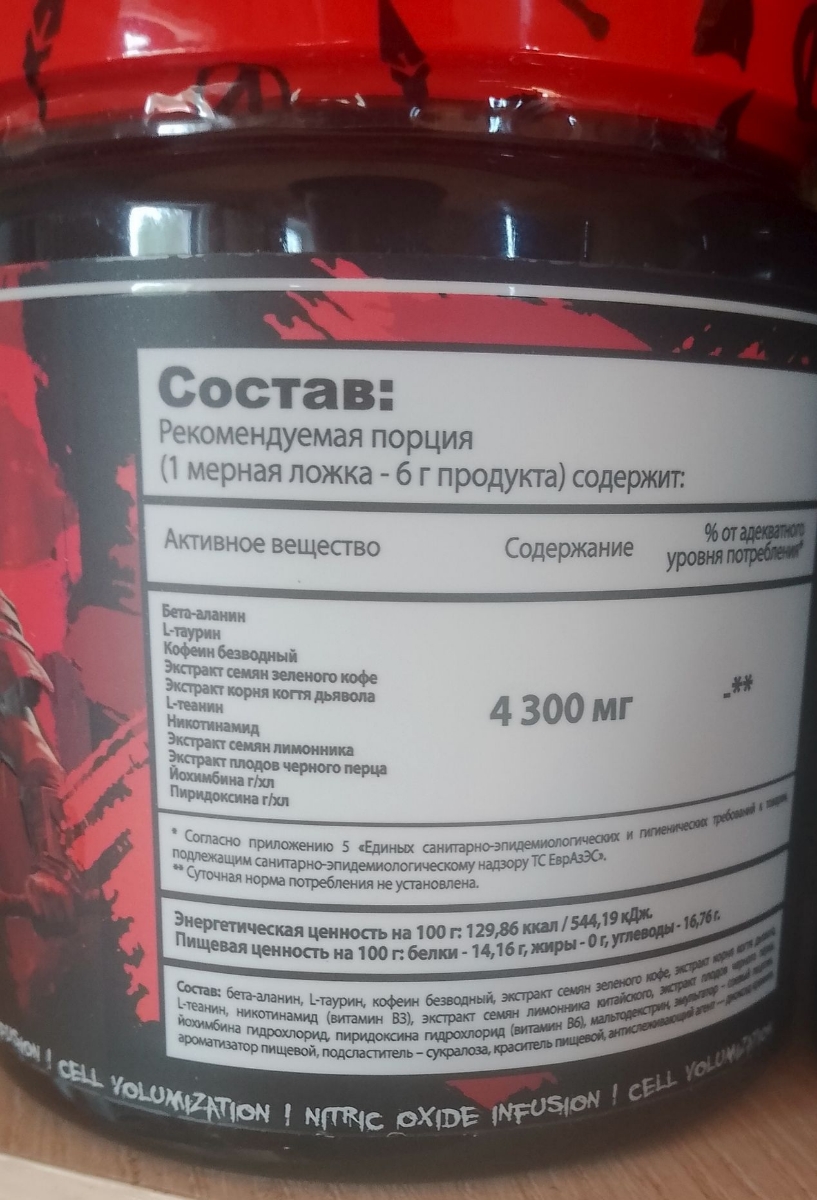 Состав:
Рекомендуемая порция
(1 мерная ложка - 6 г продукта) содержит:
Активное вещество Содержание % от адекватного
уровня потребления*
Бета-аланин
L-таурин
Кофеин безводный
Экстракт семян зеленого кофе
Экстракт корня когтя дьявола
L-теанин
Никотинамид
Экстракт семян лимонника
Экстракт плодов черного перца
Йохимбина г/хл
Пиридоксина г/хл
4 300 мг
-**
* Согласно приложению 5 «Единых санитарно-эпидемиологических и гигиенических требований к товарам,
подлежащим санитарно-эпидемиологическому надзору ТС ЕврАзЭС».
** Суточная норма потребления не установлена.
Энергетическая ценность на 100 г: 129,86 ккал / 544,19 кДж.
Пищевая ценность на 100 г: белки - 14,16 г, жиры - 0 г, углеводы - 16,76 г.
Состав: бета-аланин, L-таурин, кофеин безводный, экстракт семян зеленого кофе, экстракт корня когтя дьявола,
L-теанин, никотинамид (витамин B3), экстракт семян лимонника китайского, экстракт плодов черного перца,
йохимбина гидрохлорид, пиридоксина гидрохлорид (витамин B6), мальтодекстрин, эмульгатор –
ароматизатор пищевой, подсластитель – сукралоза, краситель пищевой, антислеживающий агент –
CELL VOLUMIZATION | NITRIC OXIDE INFUSION | CELL VOLUMIZATION